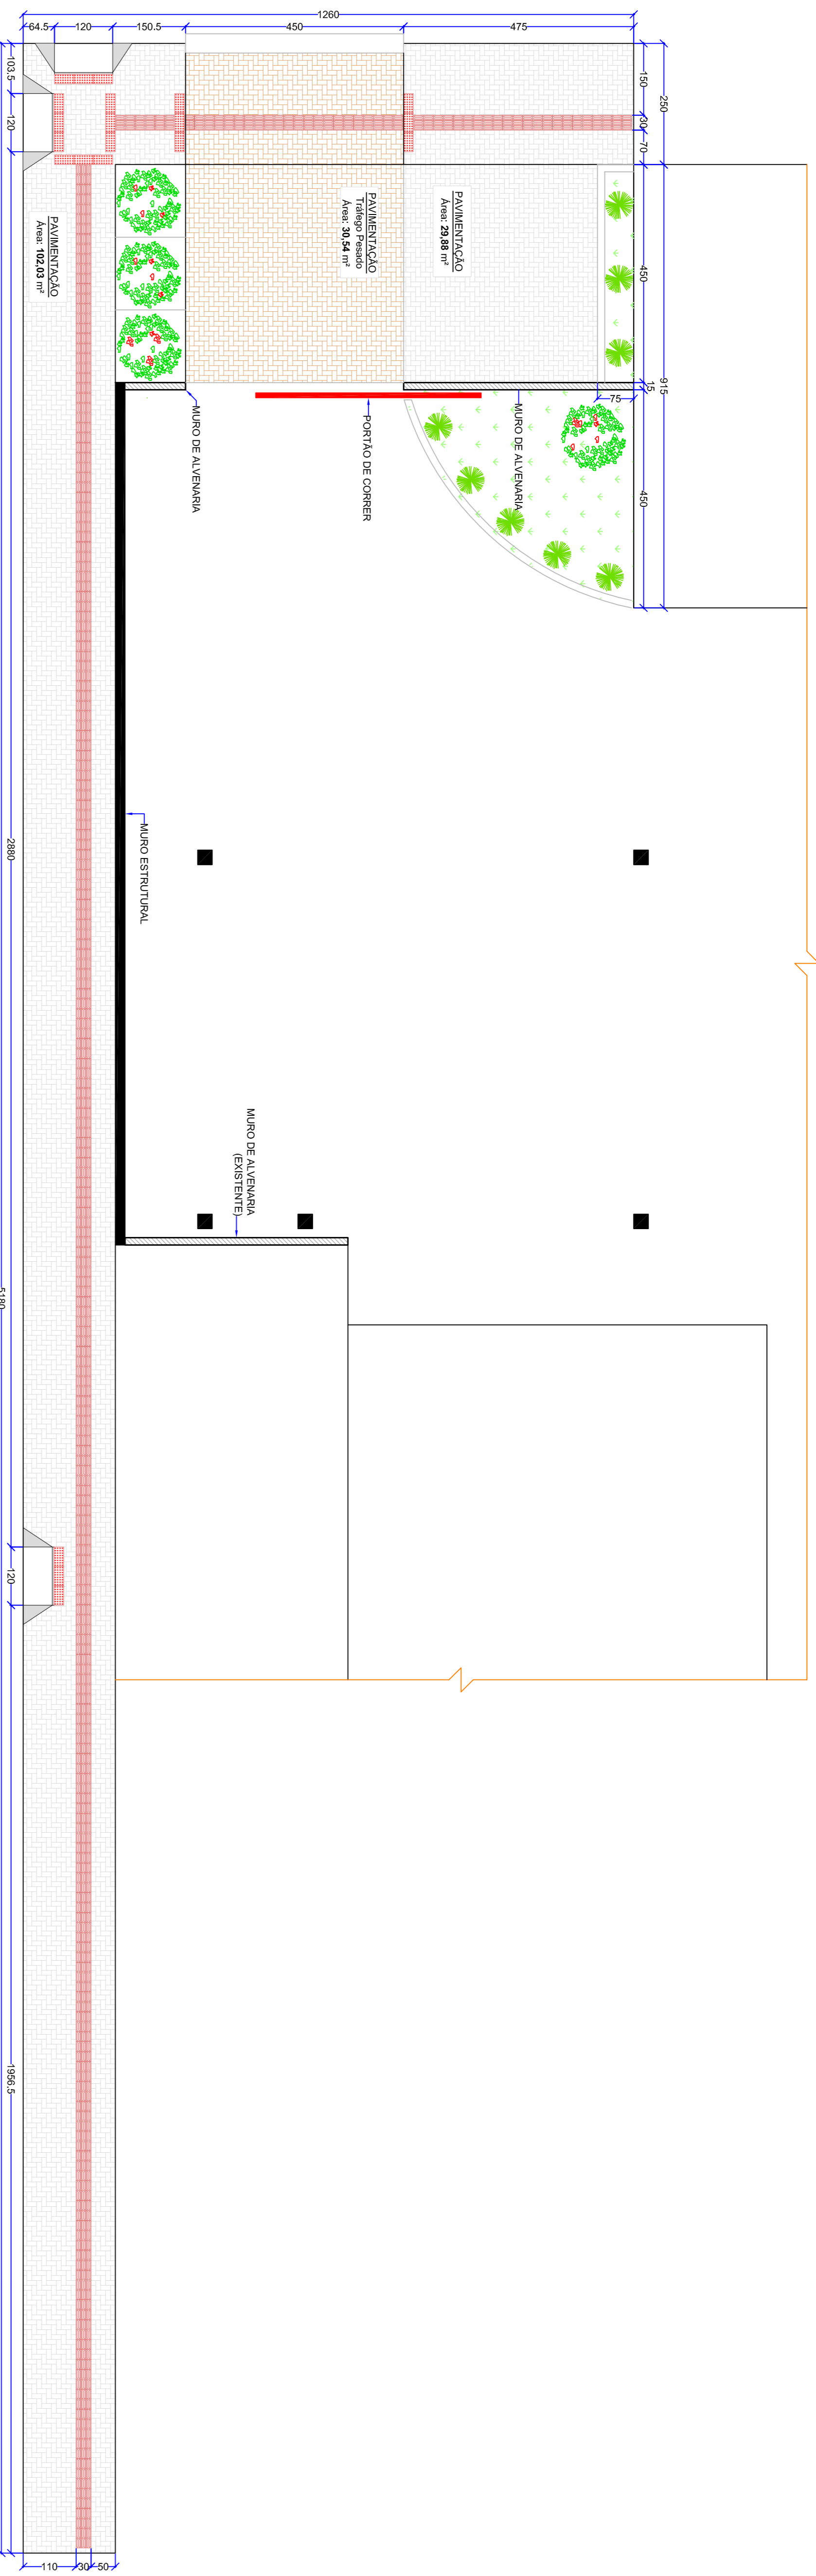 1260
64.5
120
150.5
450
475
103.5
120
150
30
70
250
450
915
15
75
450
PAVIMENTAÇÃO
Área: 29,88 m²
PAVIMENTAÇÃO
Tráfego Pesado
Área: 30,54 m²
PAVIMENTAÇÃO
Área: 102,03 m²
MURO DE ALVENARIA
PORTÃO DE CORRER
MURO DE ALVENARIA
MURO ESTRUTURAL
2880
MURO DE ALVENARIA
(EXISTENTE)
5180
120
1956.5
110
30
50